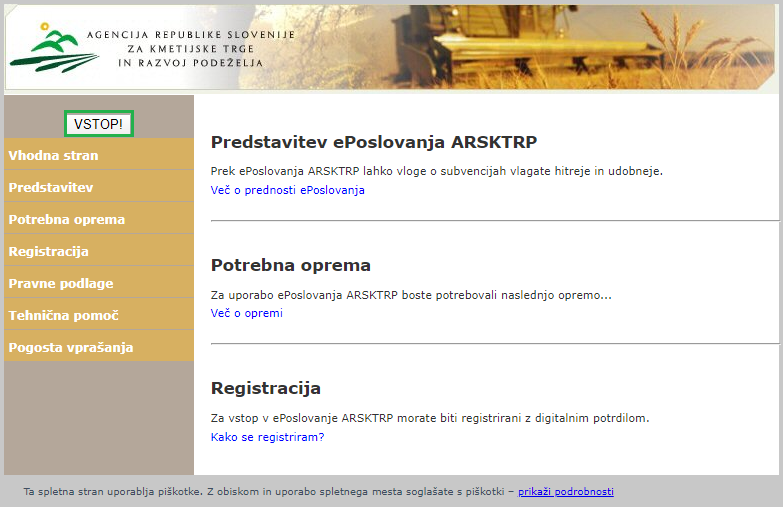 AGENCIJA REPUBLIKE SLOVENIJE
ZA KMETIJSKE TRGE
IN RAZVOJ PODEŽELJA
VSTOP!
Vhodna stran
Predstavitev
Potrebna oprema
Registracija
Pravne podlage
Tehnična pomoč
Pogosta vprašanja
Predstavitev ePoslovanja ARSKTRP
Prek ePoslovanja ARSKTRP lahko vloge o subvencijah vlagate hitreje in udobneje.
Več o prednosti ePoslovanja
Potrebna oprema
Za uporabo ePoslovanja ARSKTRP boste potrebovali naslednjo opremo...
Več o opremi
Registracija
Za vstop v ePoslovanje ARSKTRP morate biti registrirani z digitalnim potrdilom.
Kako se registriram?
Ta spletna stran uporablja piškotke. Z obiskom in uporabo spletnega mesta soglašate s piškotki – prikaži podrobnosti